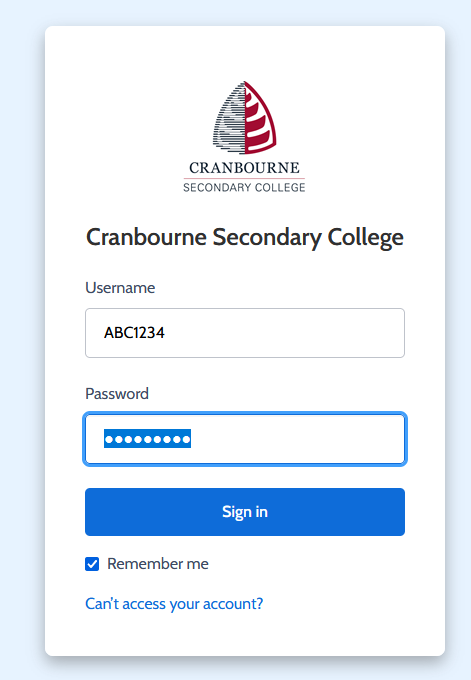 CRANBOURNE
SECONDARY COLLEGE
Cranbourne Secondary College
Username
ABC1234
Password
•••••••••
Sign in
Remember me
Can't access your account?